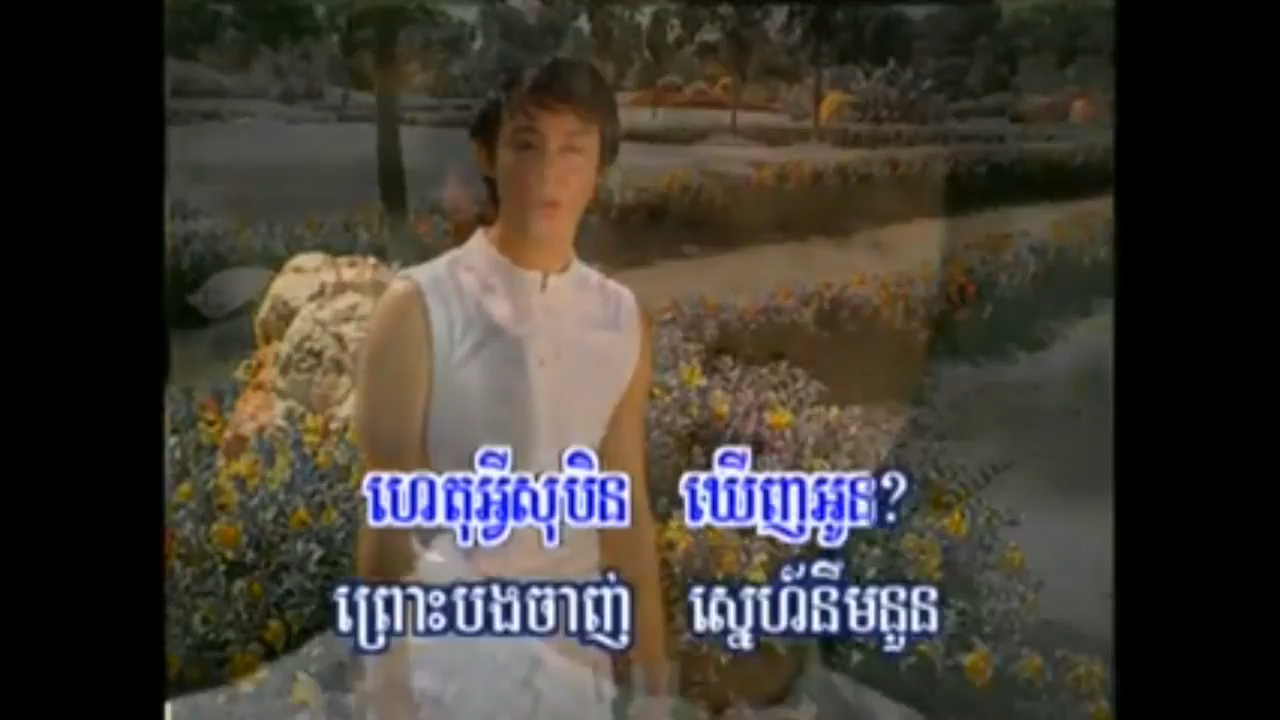 ហេតុអ្វីសុបិន ឃើញអូន?
ព្រោះបងចាញ់ ស្នេហ៍នឹមនួន